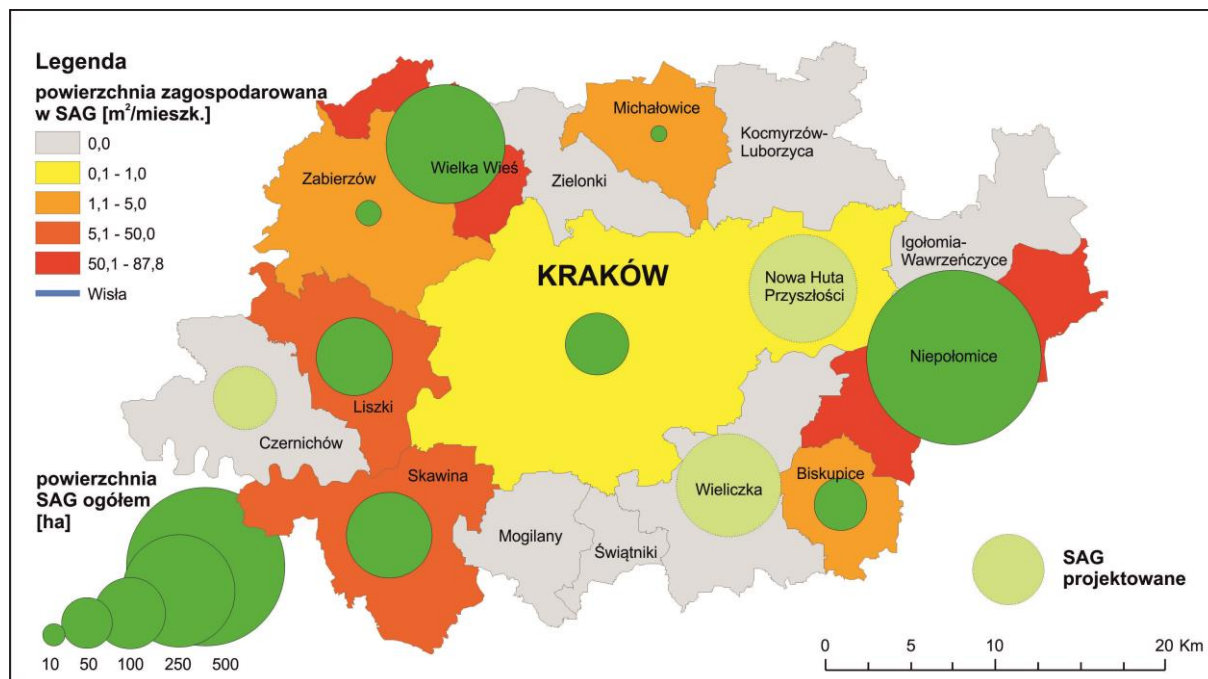 Legenda
powierzchnia zagospodarowana
w SAG [m²/mieszk.]
0,0
0,1 - 1,0
1,1 - 5,0
5,1 - 50,0
50,1 - 87,8
Wisła
Michałowice
Kocmyrzów-
Luborzyca
Wielka Wieś
Zielonki
Zabierzów
Igołomia-
Wawrzeńczyce
KRAKÓW
Nowa Huta
Przyszłości
Niepołomice
Liszki
Czernichów
Skawina
Wieliczka
Biskupice
Mogilany
Świątniki
powierzchnia
SAG ogółem
[ha]
10 50 100 250 500
SAG
projektowane
0 5 10 20 Km